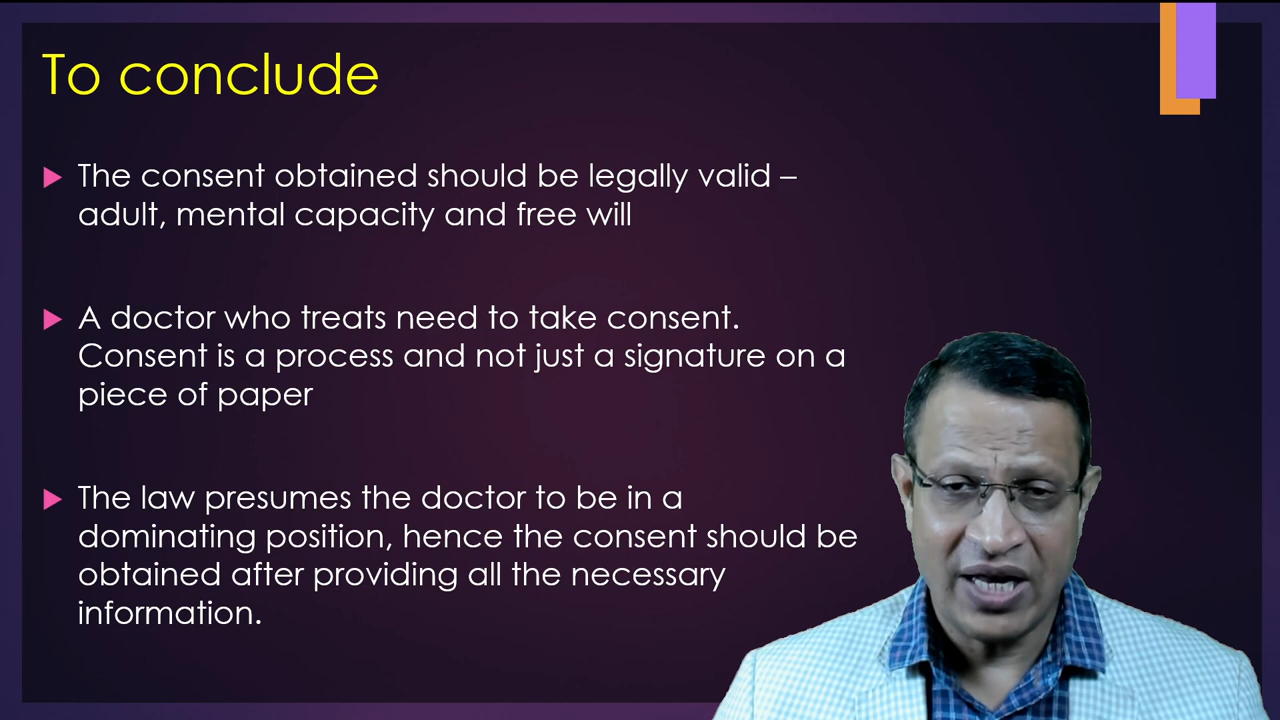 To conclude
The consent obtained should be legally valid –
adult, mental capacity and free will
A doctor who treats need to take consent.
Consent is a process and not just a signature on a
piece of paper
The law presumes the doctor to be in a
dominating position, hence the consent should be
obtained after providing all the necessary
information.